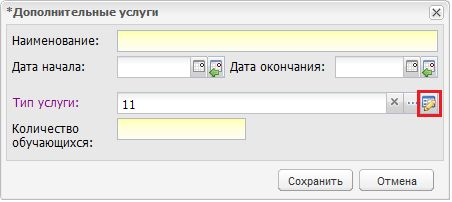 *Дополнительные услуги
Наименование:
Дата начала: Дата окончания:
Тип услуги: 11
Количество
обучающихся:
Сохранить Отмена